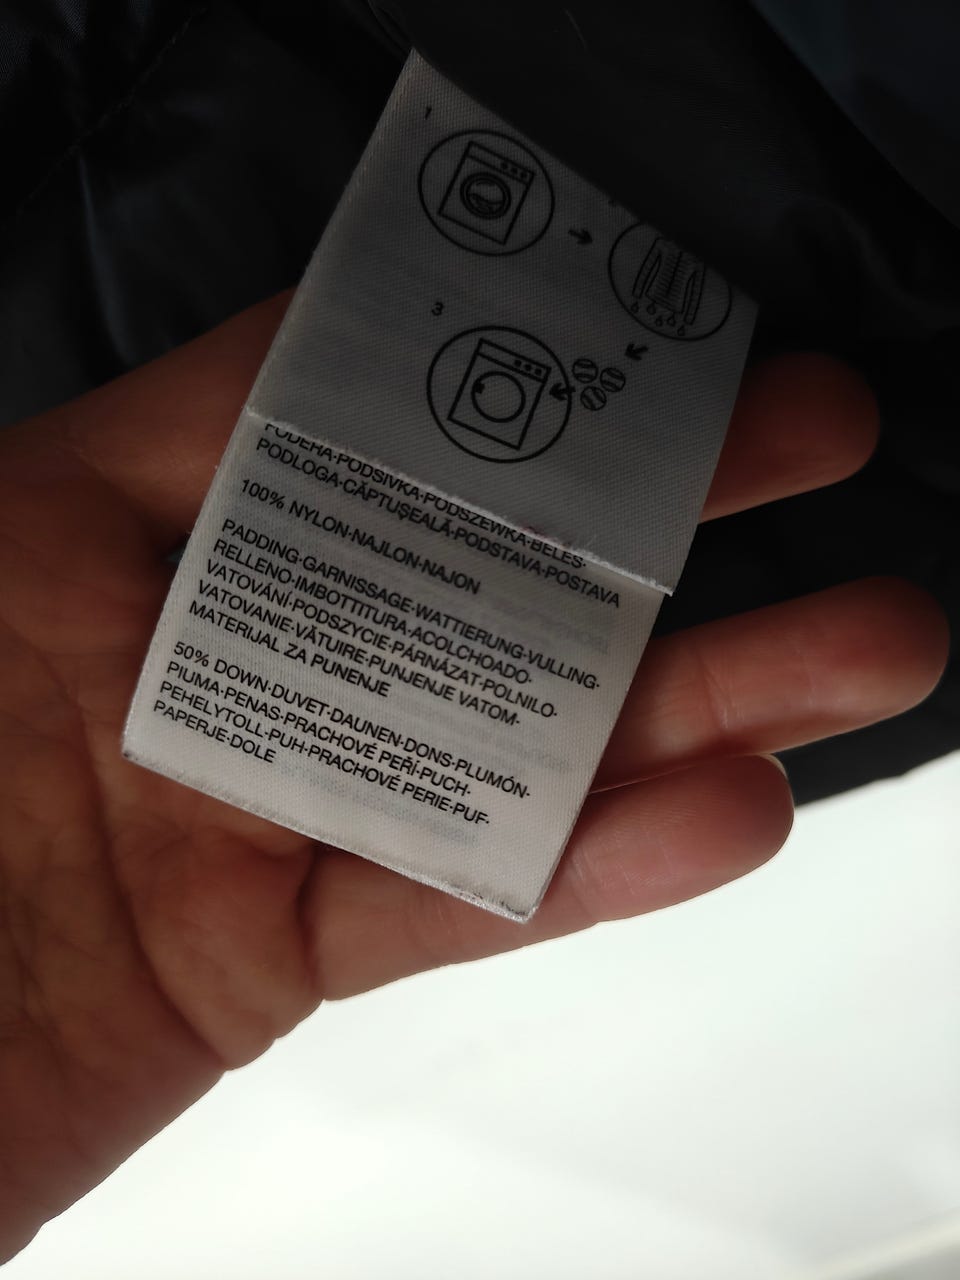 1
3
FODERA·PODSIVKA·PODSZEWKA·BÉLÉS·
PODLOGA·CĂPTUŞEALĂ·PODSTAVA·POSTAVA
100% NYLON·NAJLON·NAJON
PADDING·GARNISSAGE·WATTIERUNG·VULLING·
RELLENO·IMBOTTITURA·ACOLCHOADO·
VATOVÁNÍ·PODSZYCIE·PÁRNÁZAT·POLNILO·
VATOVANIE·VĂTUIRE·PUNJENJE VATOM·
MATERIJAL ZA PUNENJE
50% DOWN·DUVET·DAUNEN·DONS·PLUMÓN·
PIUMA·PENAS·PRACHOVÉ PEŘÍ·PUCH·
PEHELYTOLL·PUH·PRACHOVÉ PERIE·PUF·
PAPERJE·DOLE